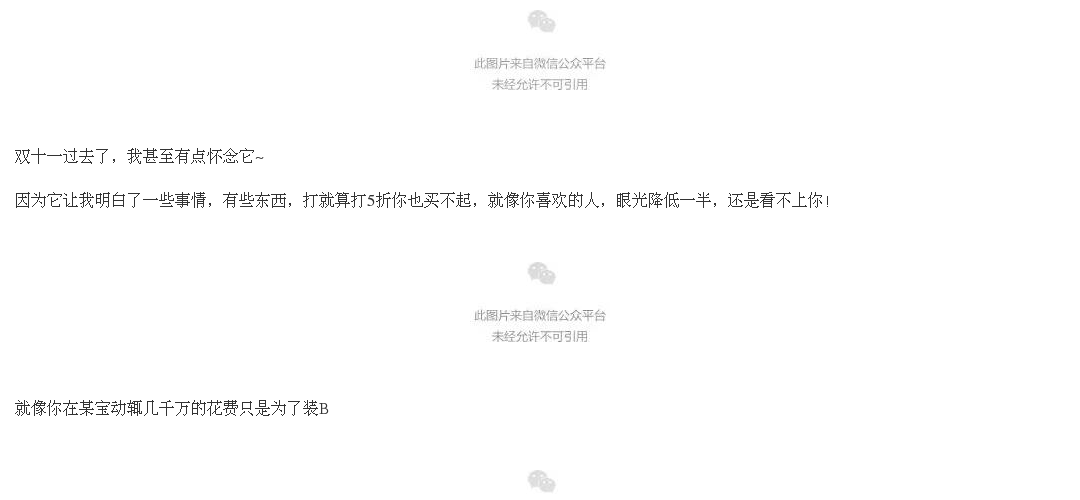 此图片来自微信公众平台
未经允许不可引用
双十一过去了，我甚至有点怀念它~
因为它让我明白了一些事情，有些东西，打就算打5折你也买不起，就像你喜欢的人，眼光降低一半，还是看不上你!
此图片来自微信公众平台
未经允许不可引用
就像你在某宝动辄几千万的花费只是为了装B